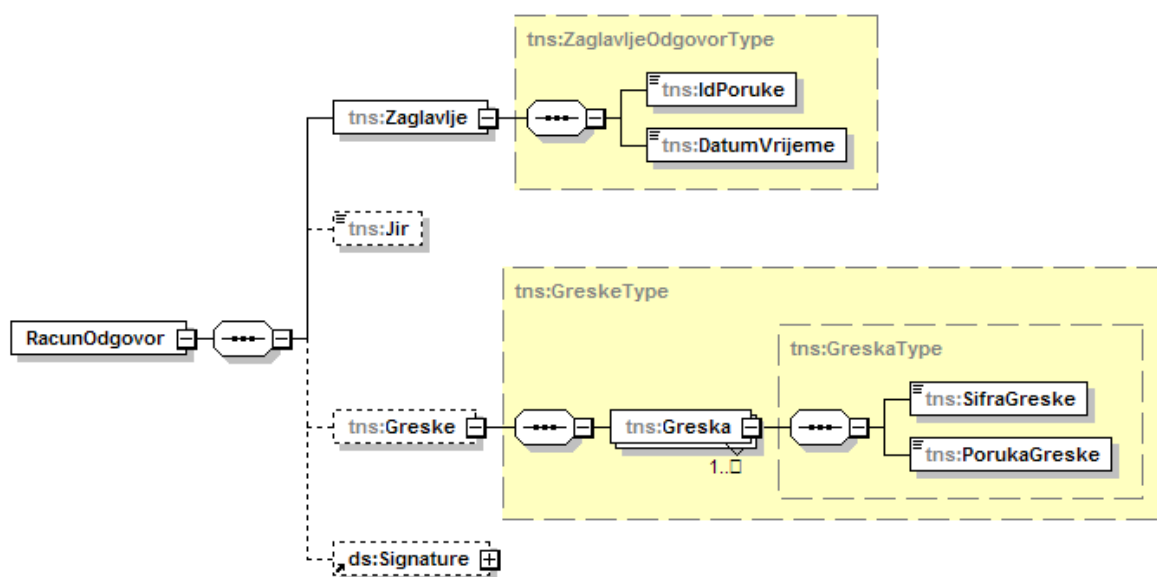 tns:ZaglavljeOdgovorType
tns:IdPoruke
tns:Zaglavlje
tns:DatumVrijeme
tns:Jir
tns:GreskeType
RacunOdgovor
tns:GreskaType
tns:SifraGreske
tns:Greske
tns:Greska
tns:PorukaGreske
1..□
ds:Signature